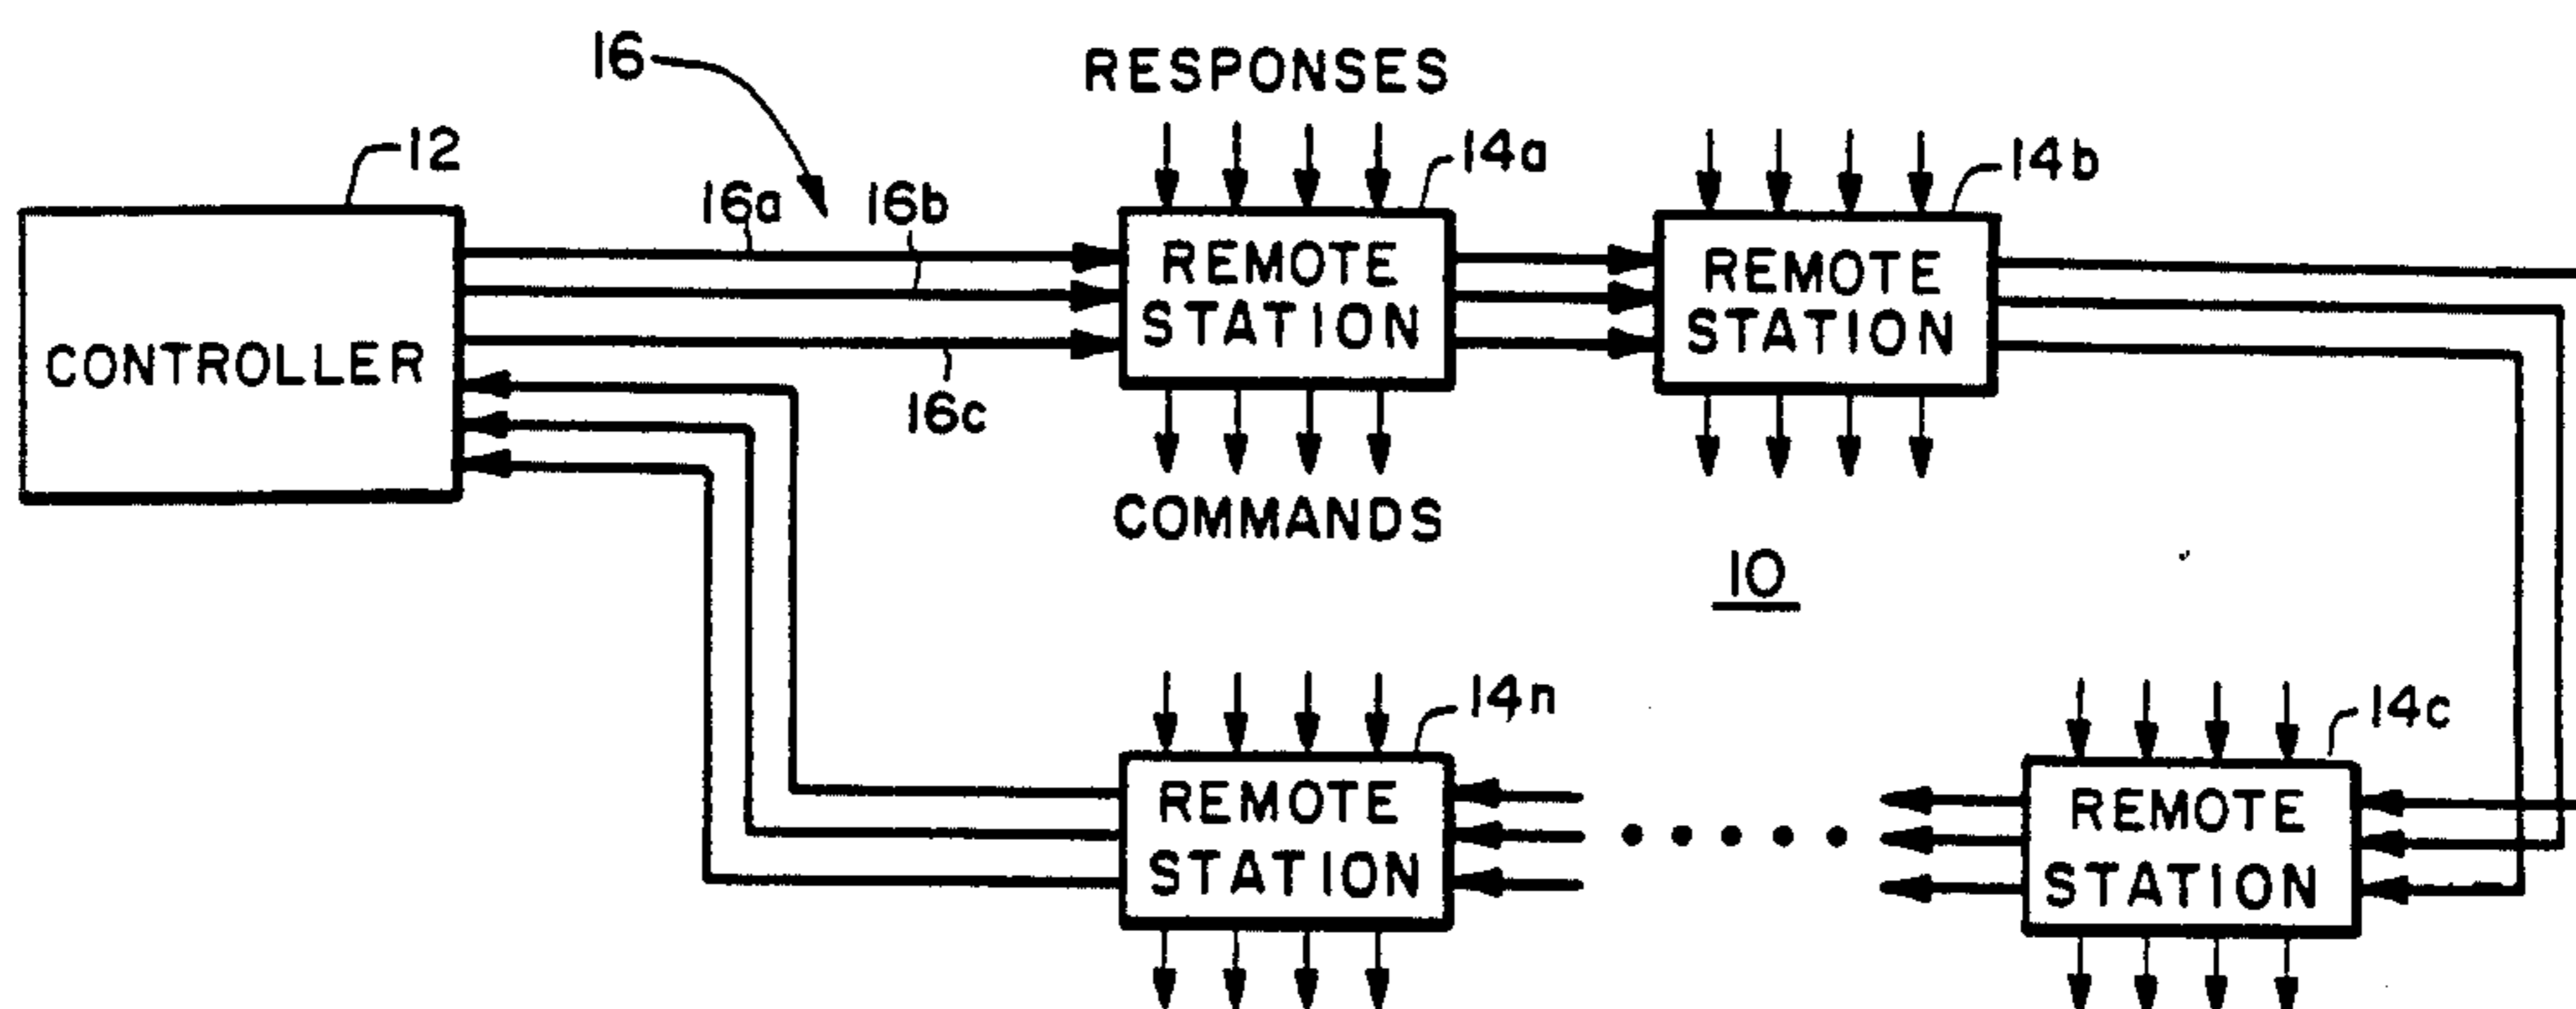 16
RESPONSES
12
14a
14b
16a
16b
REMOTE
STATION
REMOTE
STATION
CONTROLLER
16c
COMMANDS
10
14n
14c
REMOTE
STATION
REMOTE
STATION